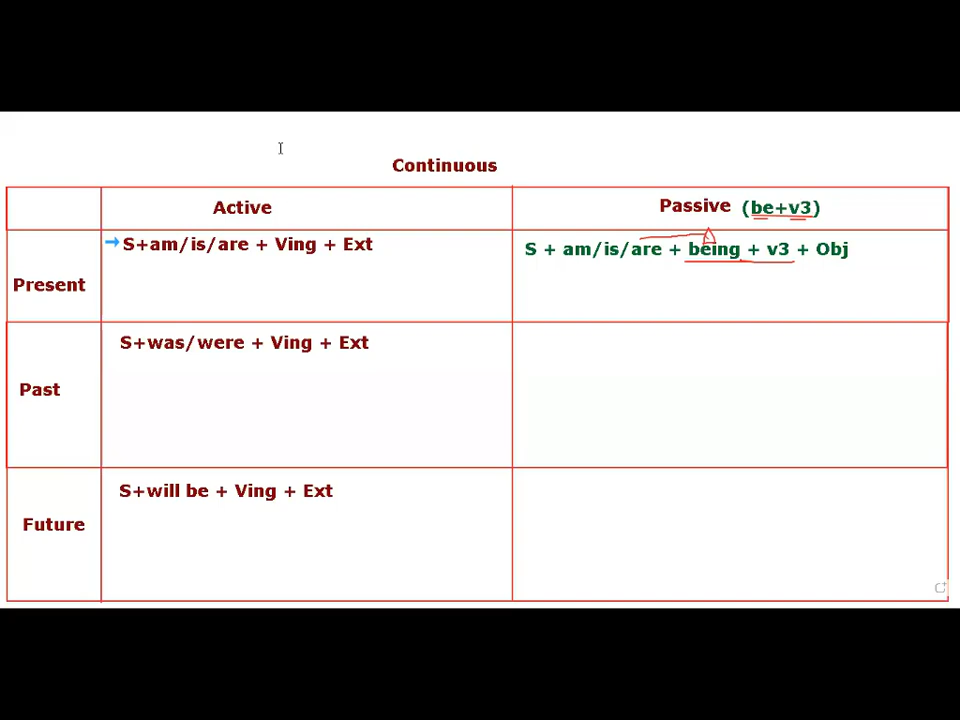 Continuous
Active
Passive (be+v3)
Present
S+am/is/are + Ving + Ext
S + am/is/are + being + v3 + Obj
Past
S+was/were + Ving + Ext
Future
S+will be + Ving + Ext